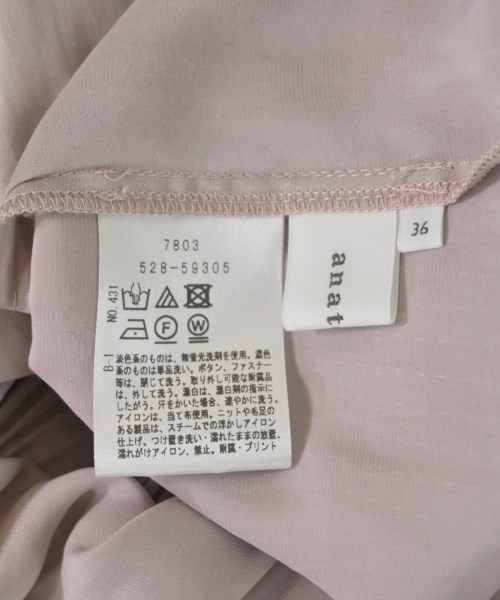 7803
528-59305
NO.431
F
W
B-1
淡色系のものは、無蛍光洗剤を使用。濃色
系のものは単品洗い。ボタン、ファスナー
等は、閉じて洗う。取り外し可能な附属品
は、外して洗う。漂白は、漂白剤の指示に
したがう。汗をかいた場合、速やかに洗う。
アイロンは、当て布使用。ニットや毛足の
ある製品は、スチームでの浮かしアイロン
仕上げ。つけ置き洗い・濡れたままの放置、
濡れがけアイロン、禁止。附属・プリント
anat
36